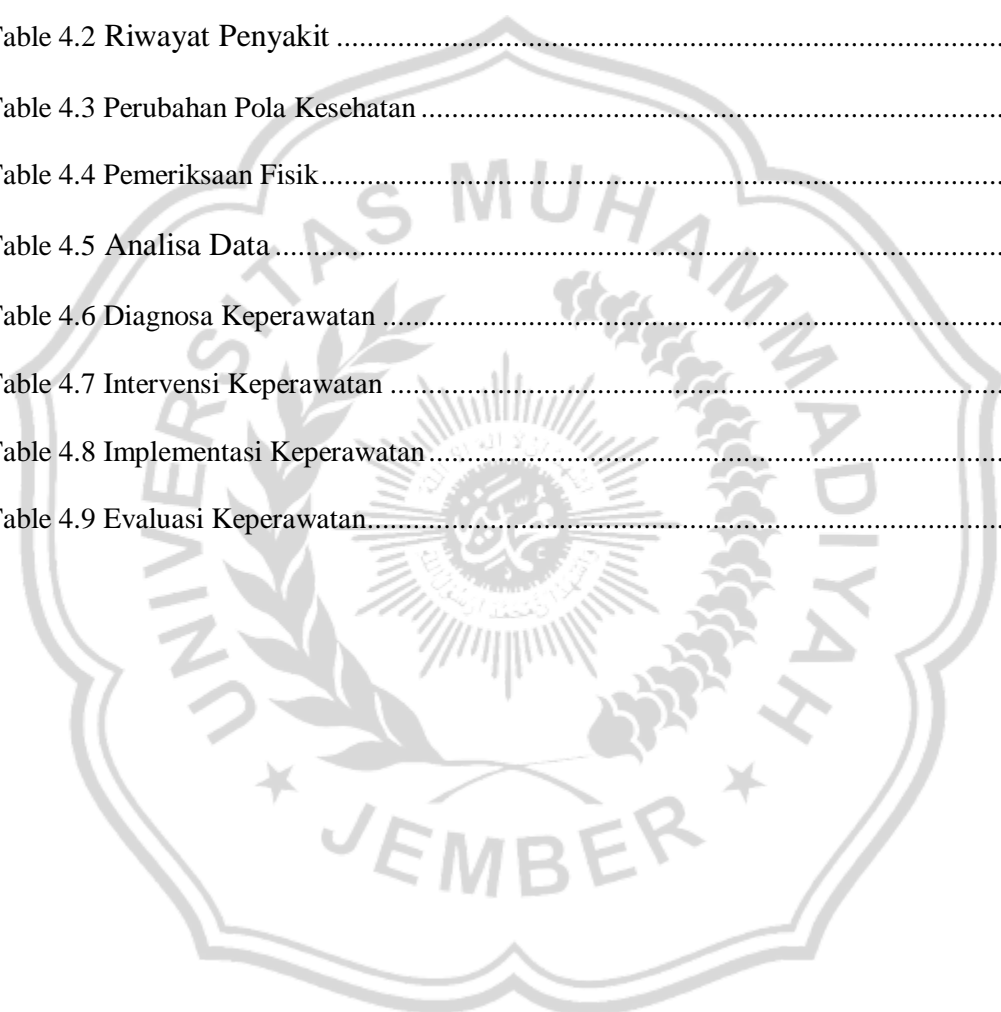 Table 4.2 Riwayat Penyakit ................................................................................
Table 4.3 Perubahan Pola Kesehatan ................................................................................
Table 4.4 Pemeriksaan Fisik ................................................................................
Table 4.5 Analisa Data ................................................................................
Table 4.6 Diagnosa Keperawatan ................................................................................
Table 4.7 Intervensi Keperawatan ................................................................................
Table 4.8 Implementasi Keperawatan ................................................................................
Table 4.9 Evaluasi Keperawatan ................................................................................
UNIVERSITAS MUHAMMADIYAH
JEMBER